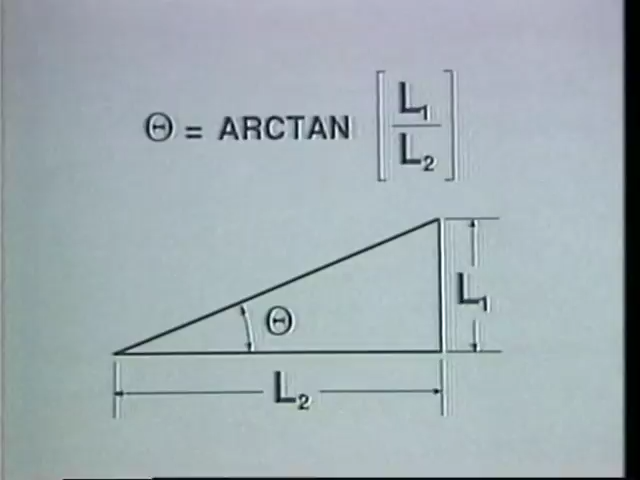 Θ = ARCTAN [L₁/L₂]
L₁
Θ
L₂